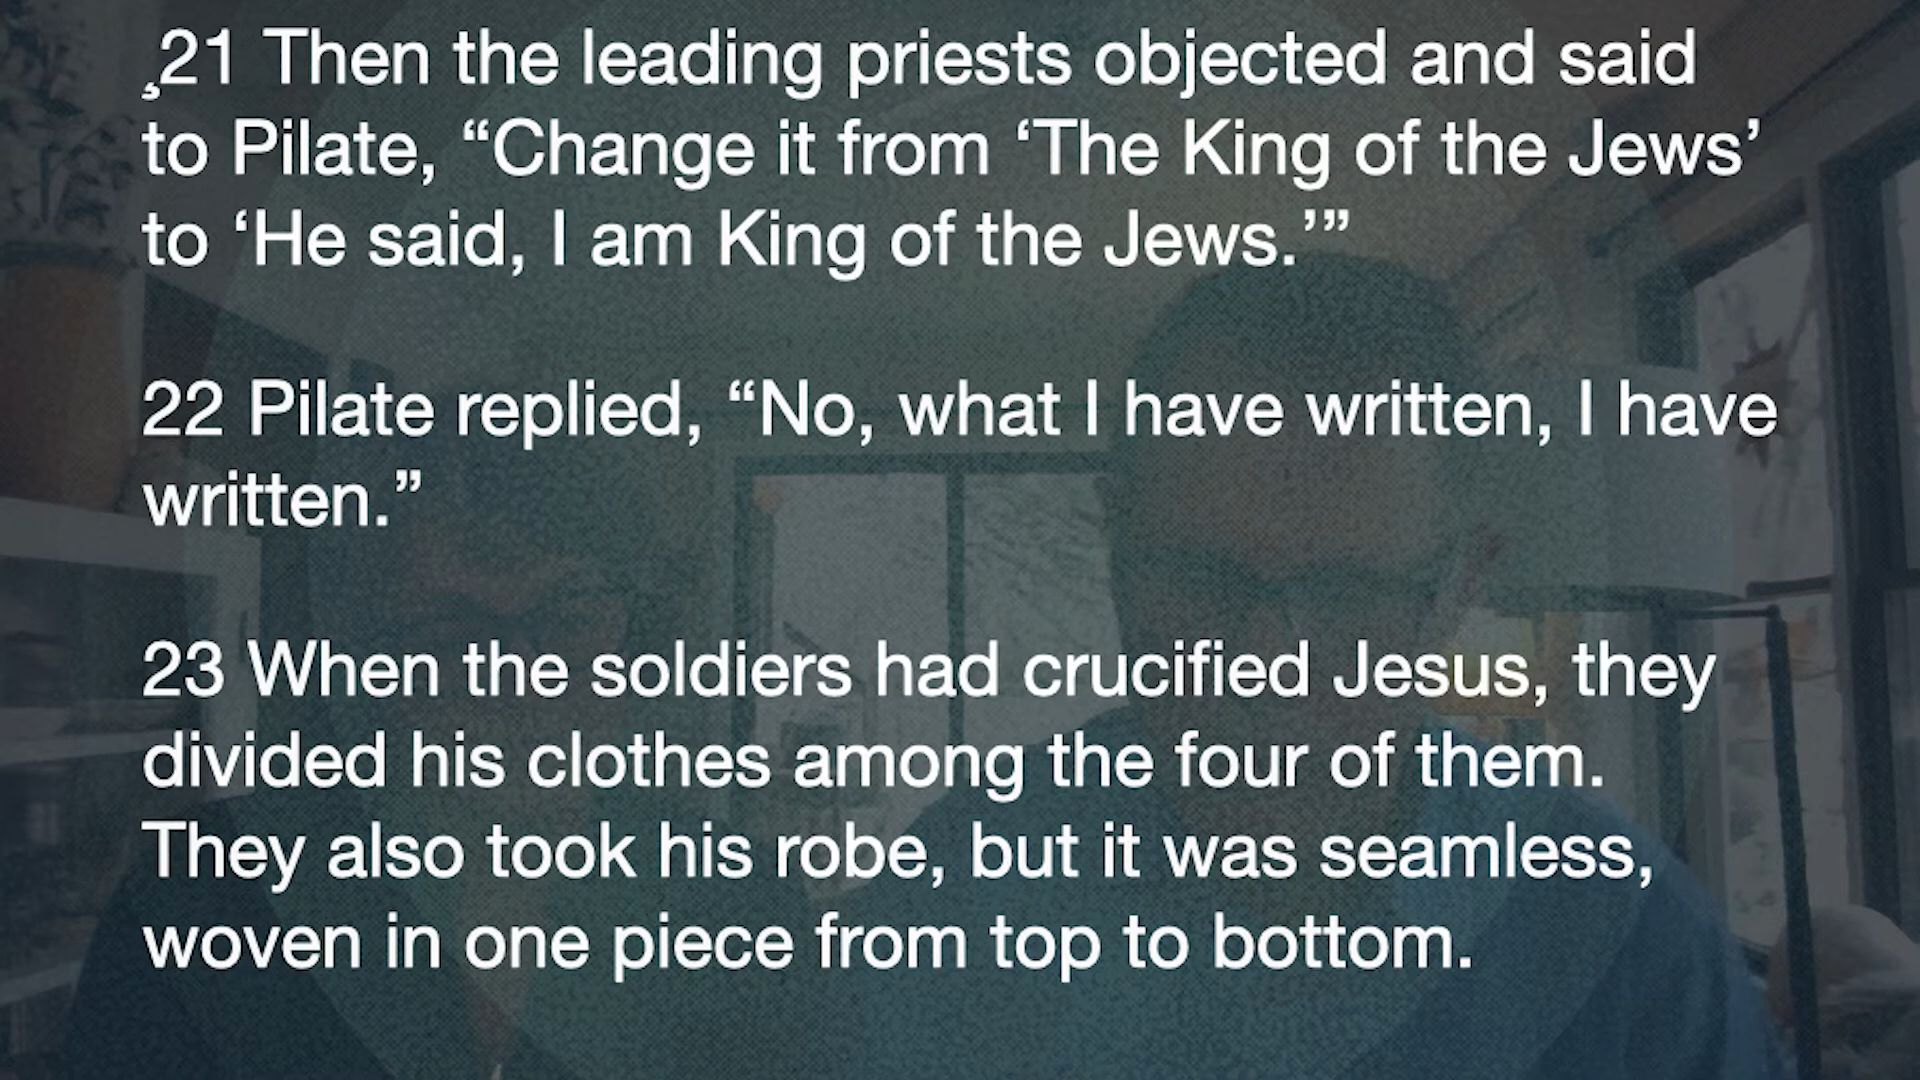 ¸21 Then the leading priests objected and said
to Pilate, “Change it from ‘The King of the Jews’
to ‘He said, I am King of the Jews.’”
22 Pilate replied, “No, what I have written, I have
written.”
23 When the soldiers had crucified Jesus, they
divided his clothes among the four of them.
They also took his robe, but it was seamless,
woven in one piece from top to bottom.